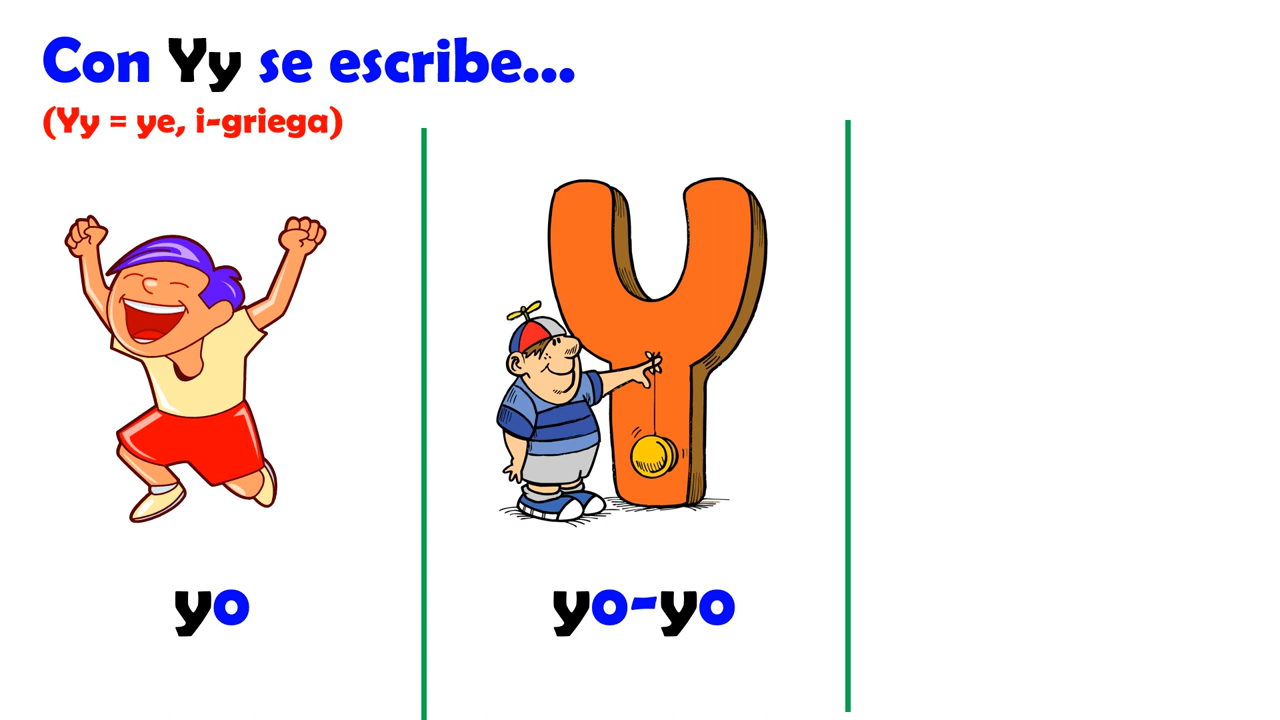 Con Yy se escribe...
(Yy = ye, i-griega)
yo
yo-yo